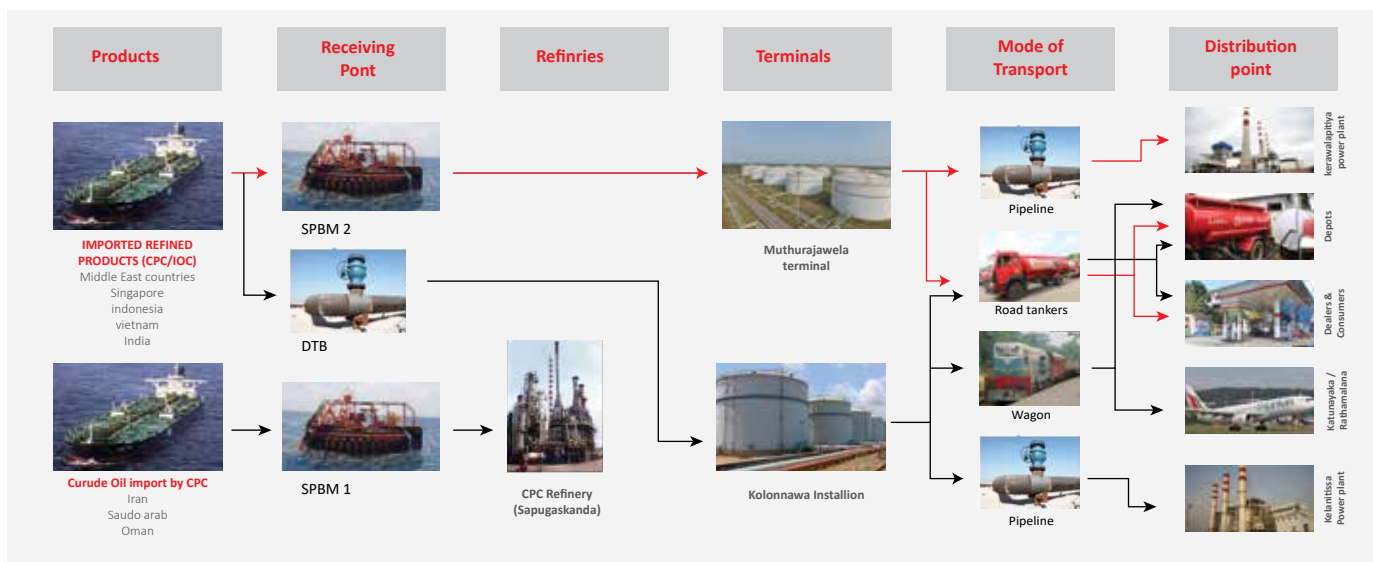 Products
Receiving
Pont
Refinries
Terminals
Mode of
Transport
Distribution
point
IMPORTED REFINED
PRODUCTS (CPC/IOC)
Middle East countries
Singapore
indonesia
vietnam
India
SPBM 2
DTB
Muthurajawela
terminal
Pipeline
Road tankers
Wagon
Pipeline
kerawalapitiya
power plant
Depots
Dealers &
Consumers
Katunayaka /
Rathamalana
Kelanitissa
Power plant
Curude Oil import by CPC
Iran
Saudo arab
Oman
SPBM 1
CPC Refinery
(Sapugaskanda)
Kolonnawa Installion